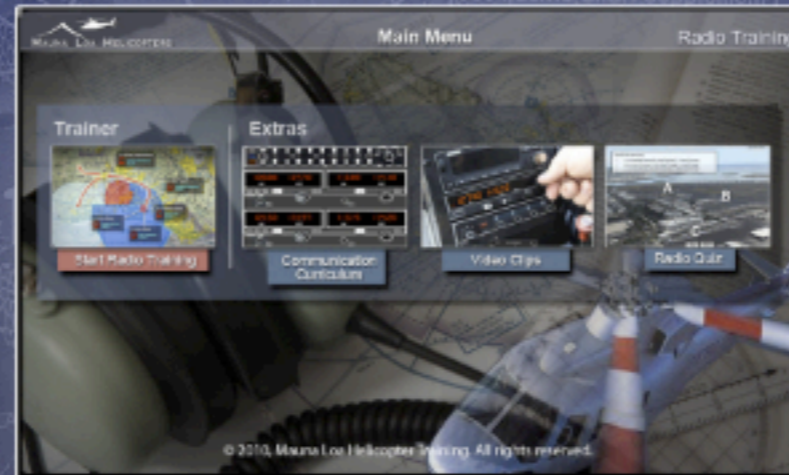 Mauna Loa Helicopters
Main Menu
Radio Training
Trainer
Extras
Start Radio Training
Communication
Curriculum
Video Clips
Radio Quiz
A
B
C
© 2010, Mauna Loa Helicopter Training. All rights reserved.